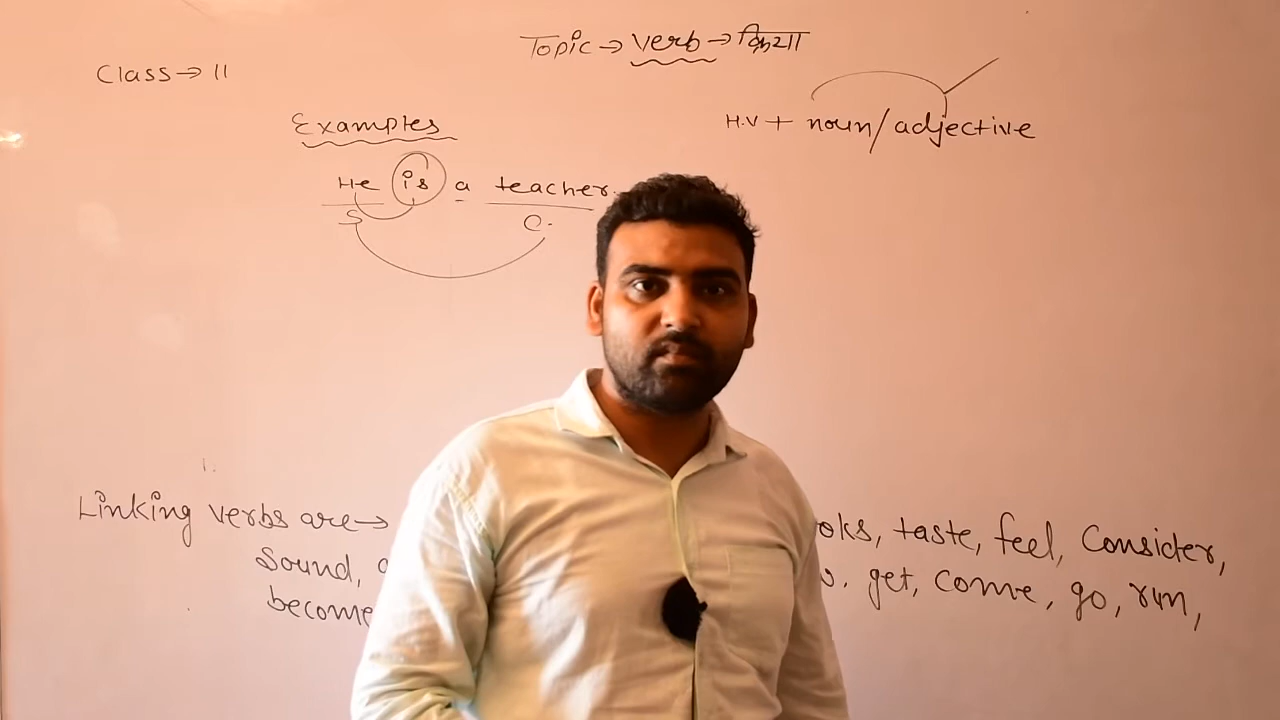 Topic → verb → क्रिया
Class → 11
Examples
H.V + noun/adjective
He is a teacher.
S C.
Linking verbs are → taste, feel, Consider,
Sound, get, come, go, run,
become